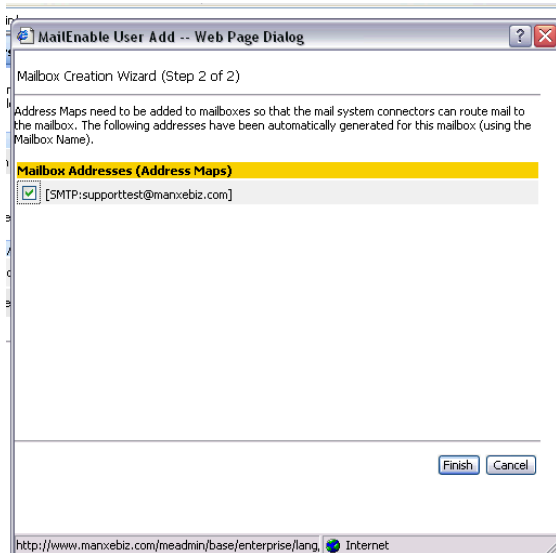 MailEnable User Add -- Web Page Dialog
Mailbox Creation Wizard (Step 2 of 2)
Address Maps need to be added to mailboxes so that the mail system connectors can route mail to
the mailbox. The following addresses have been automatically generated for this mailbox (using the
Mailbox Name).
Mailbox Addresses (Address Maps)
[SMTP:supporttest@manxebiz.com]
Finish Cancel
http://www.manxebiz.com/meadmin/base/enterprise/lang, Internet